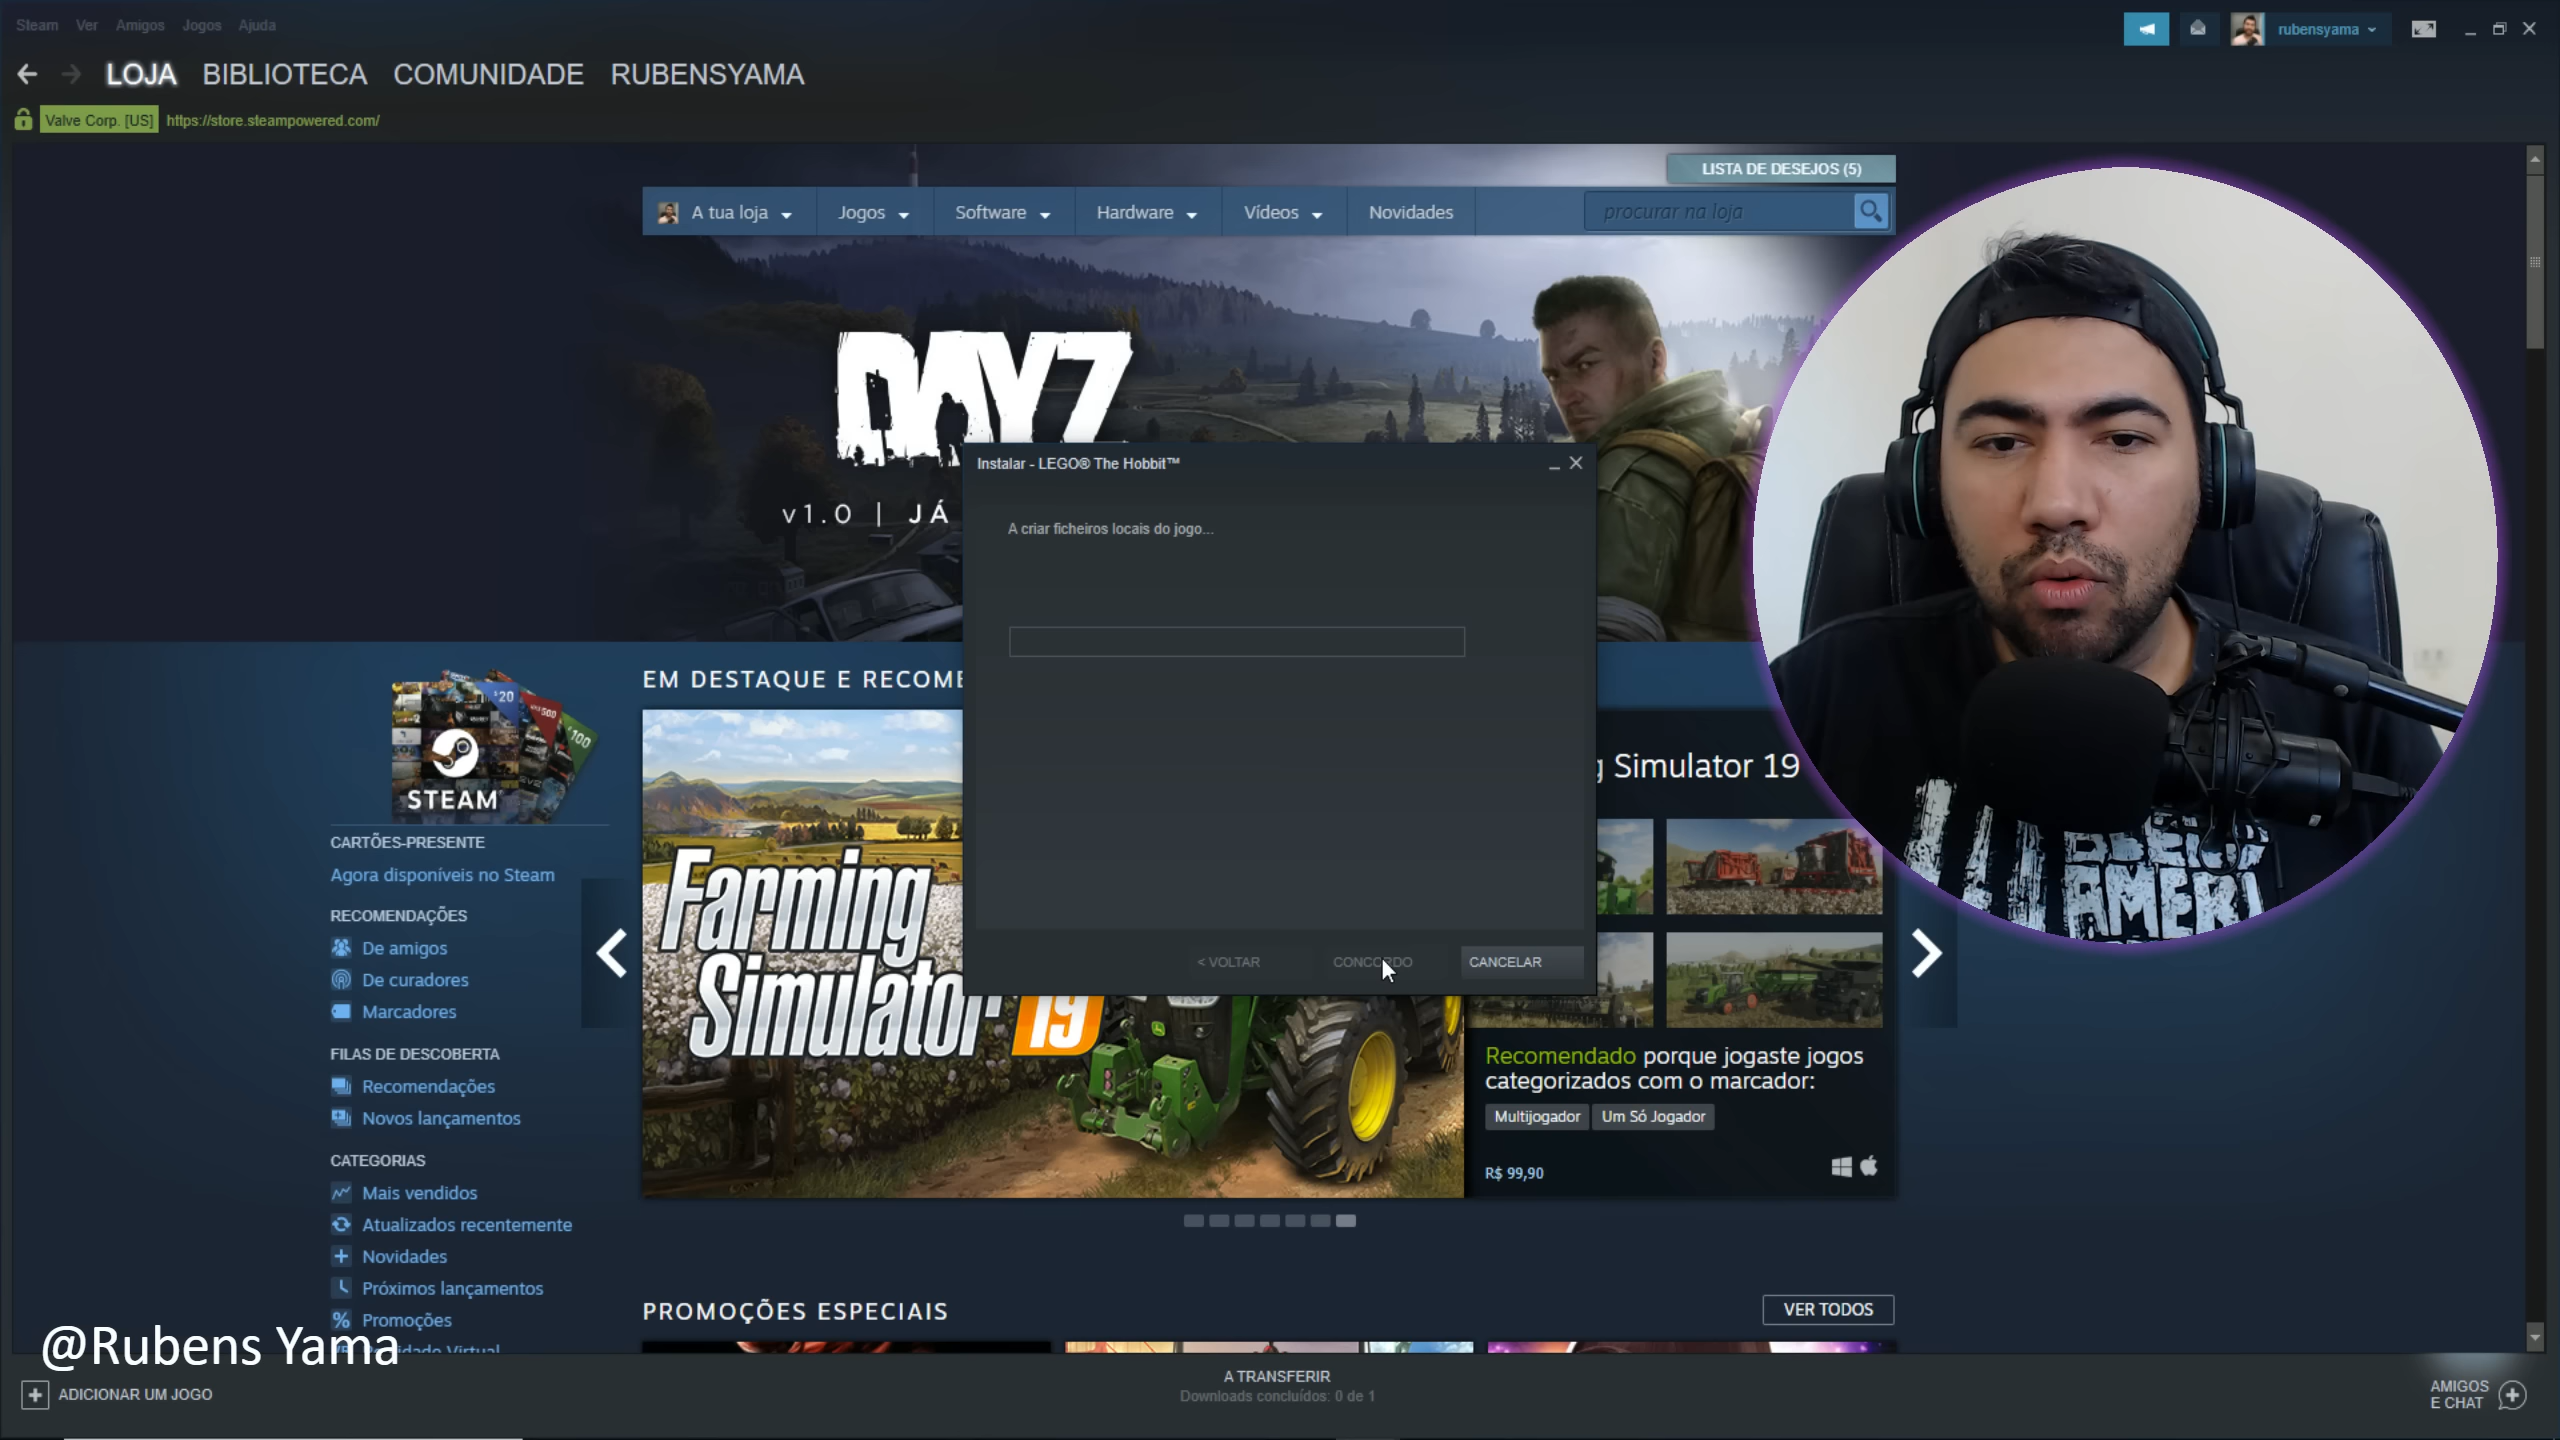 Steam Ver Amigos Jogos Ajuda
rubensyama
LOJA BIBLIOTECA COMUNIDADE RUBENSYAMA
Valve Corp. [US] https://store.steampowered.com/
LISTA DE DESEJOS (5)
A tua loja Jogos Software Hardware Vídeos Novidades procurar na loja
DAYZ
v1.0 | JÁ
Instalar - LEGO® The Hobbit™
A criar ficheiros locais do jogo...
< VOLTAR CONCORDO CANCELAR
$20
500
$100
STEAM
CARTÕES-PRESENTE
Agora disponíveis no Steam
RECOMENDAÇÕES
De amigos
De curadores
Marcadores
FILAS DE DESCOBERTA
Recomendações
Novos lançamentos
CATEGORIAS
Mais vendidos
Atualizados recentemente
Novidades
Próximos lançamentos
Promoções
EM DESTAQUE E RECOME
Farming
Simulator 19
g Simulator 19
Recomendado porque jogaste jogos
categorizados com o marcador:
Multijogador Um Só Jogador
R$ 99,90
PROMOÇÕES ESPECIAIS
VER TODOS
@Rubens Yama
ADICIONAR UM JOGO
A TRANSFERIR
Downloads concluídos: 0 de 1
AMIGOS
E CHAT